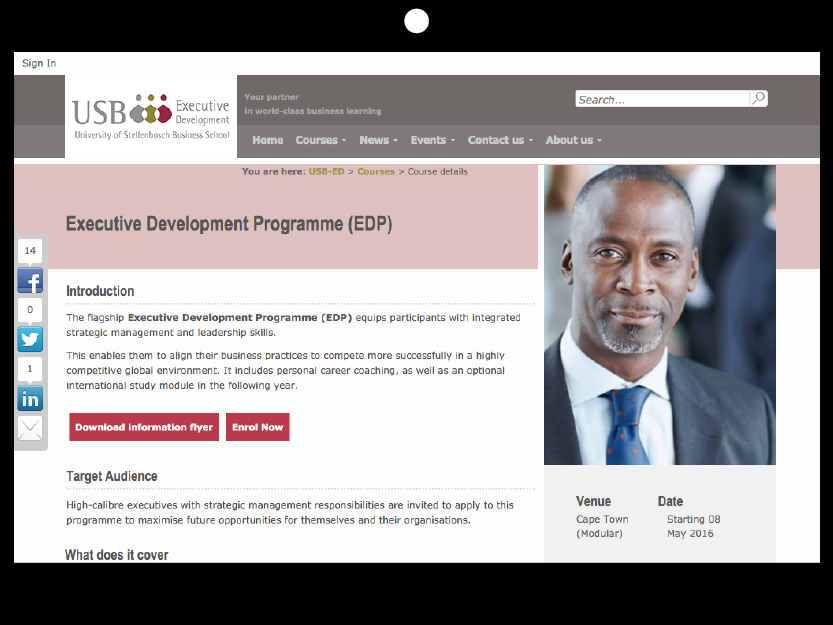 Sign In
USB Executive
Development
University of Stellenbosch Business School
Your partner
in world-class business learning
Search...
Home Courses News Events Contact us About us
You are here: USB-ED > Courses > Course details
Executive Development Programme (EDP)
14
0
1
in
Introduction
The flagship Executive Development Programme (EDP) equips participants with integrated
strategic management and leadership skills.
This enables them to align their business practices to compete more successfully in a highly
competitive global environment. It includes personal career coaching, as well as an optional
international study module in the following year.
Download information flyer Enrol Now
Target Audience
High-calibre executives with strategic management responsibilities are invited to apply to this
programme to maximise future opportunities for themselves and their organisations.
What does it cover
Venue Date
Cape Town Starting 08
(Modular) May 2016